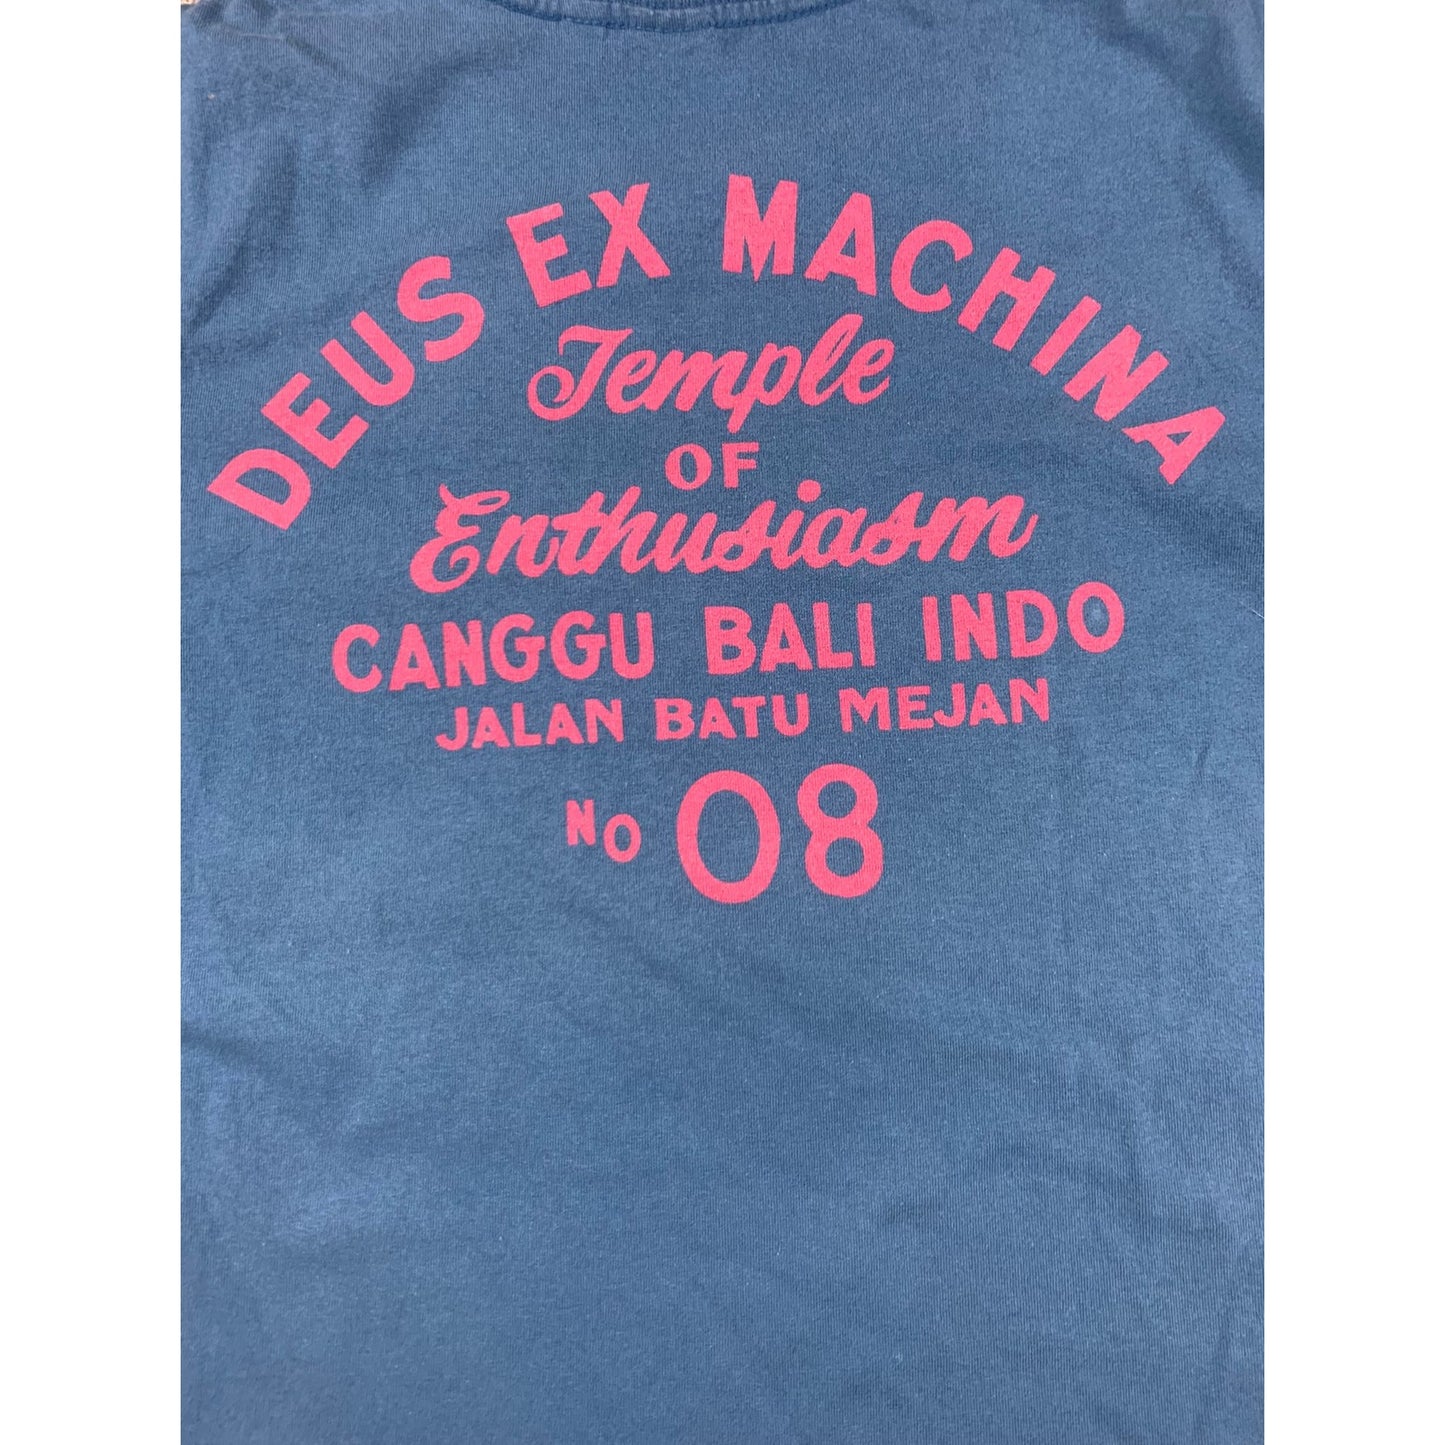 DEUS EX MACHINA
Temple
OF
Enthusiasm
CANGGU BALI INDO
JALAN BATU MEJAN
NO 08